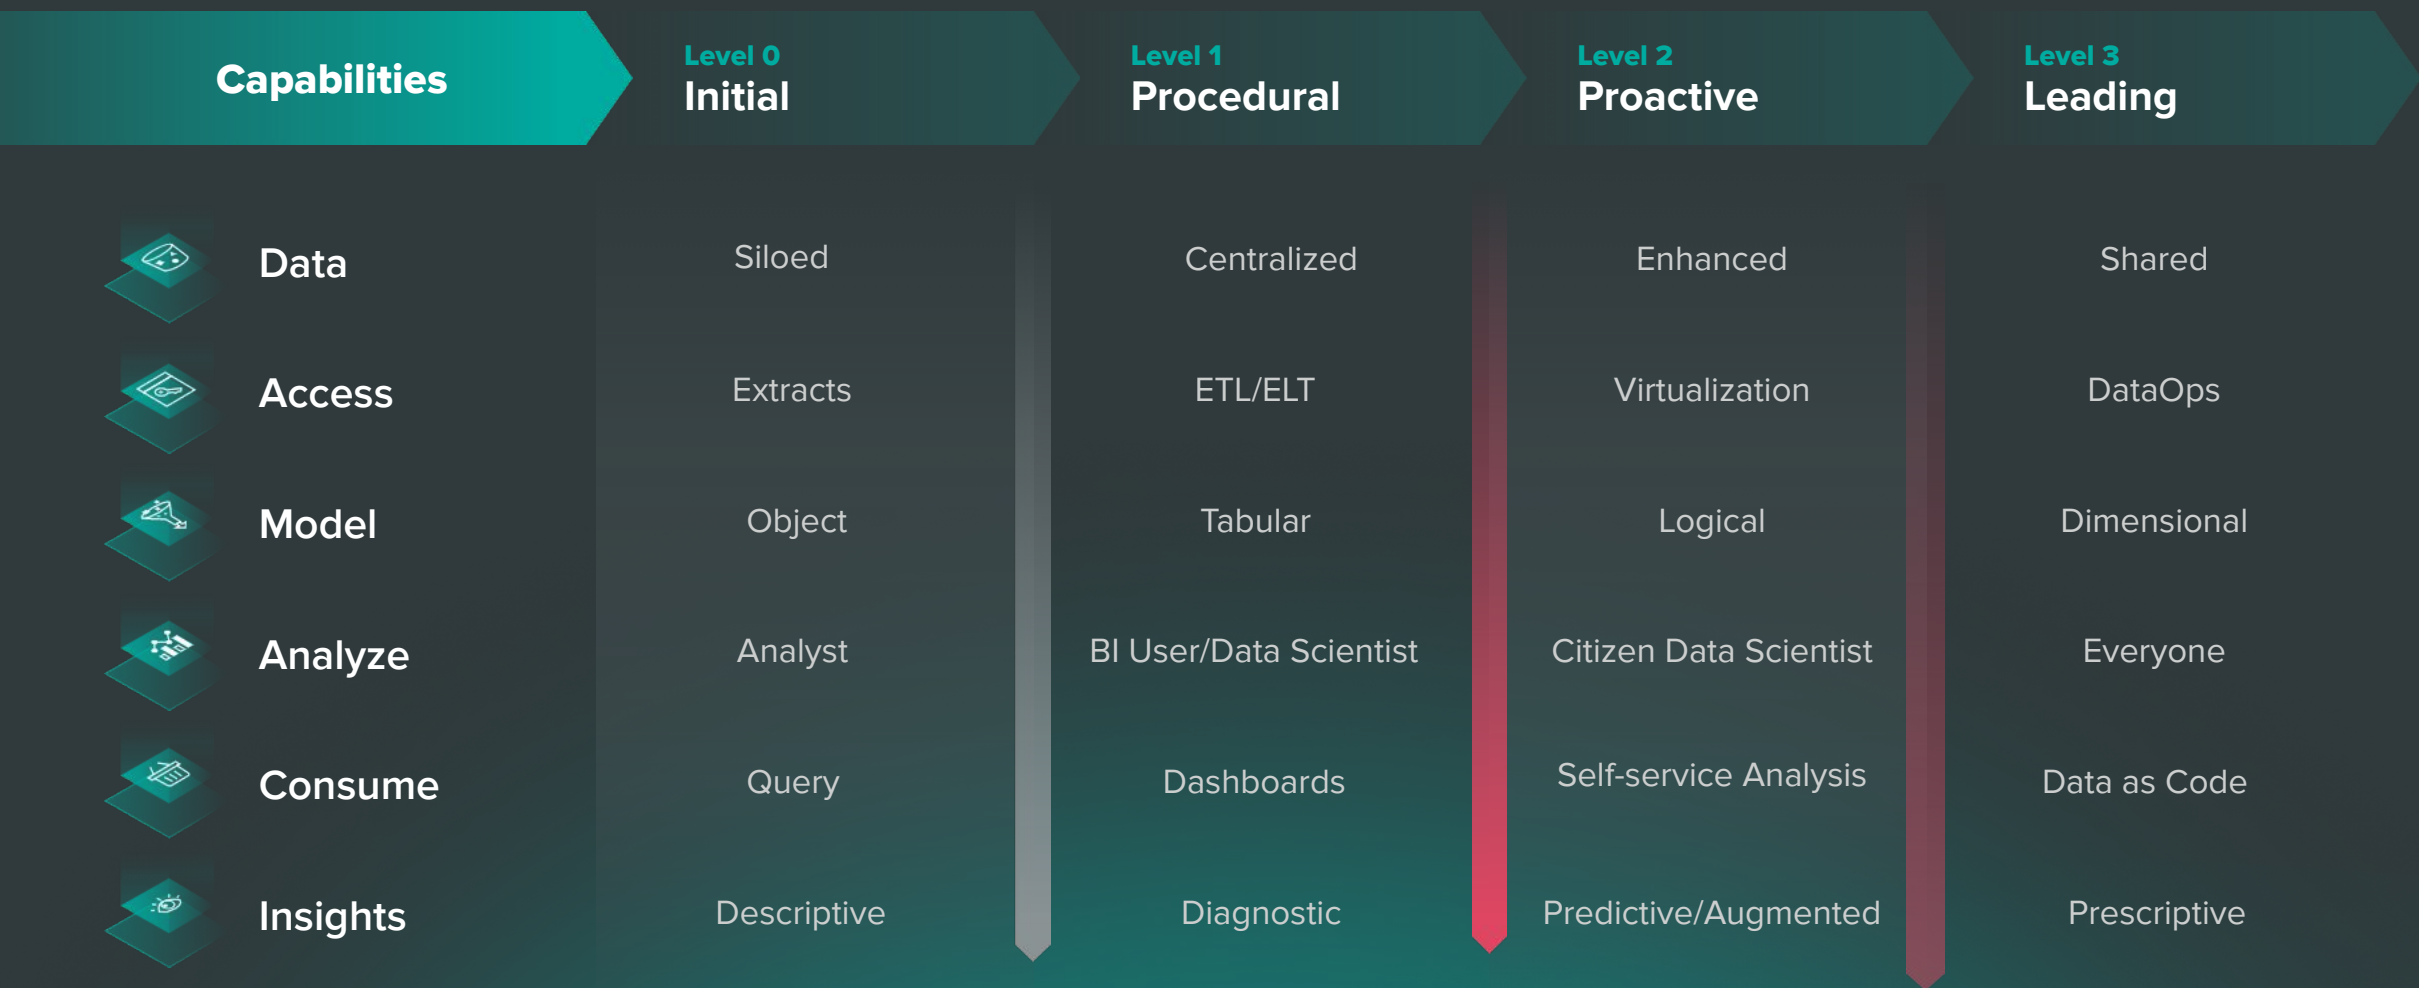 Capabilities
Level 0
Initial
Level 1
Procedural
Level 2
Proactive
Level 3
Leading
Data
Siloed
Centralized
Enhanced
Shared
Access
Extracts
ETL/ELT
Virtualization
DataOps
Model
Object
Tabular
Logical
Dimensional
Analyze
Analyst
BI User/Data Scientist
Citizen Data Scientist
Everyone
Consume
Query
Dashboards
Self-service Analysis
Data as Code
Insights
Descriptive
Diagnostic
Predictive/Augmented
Prescriptive